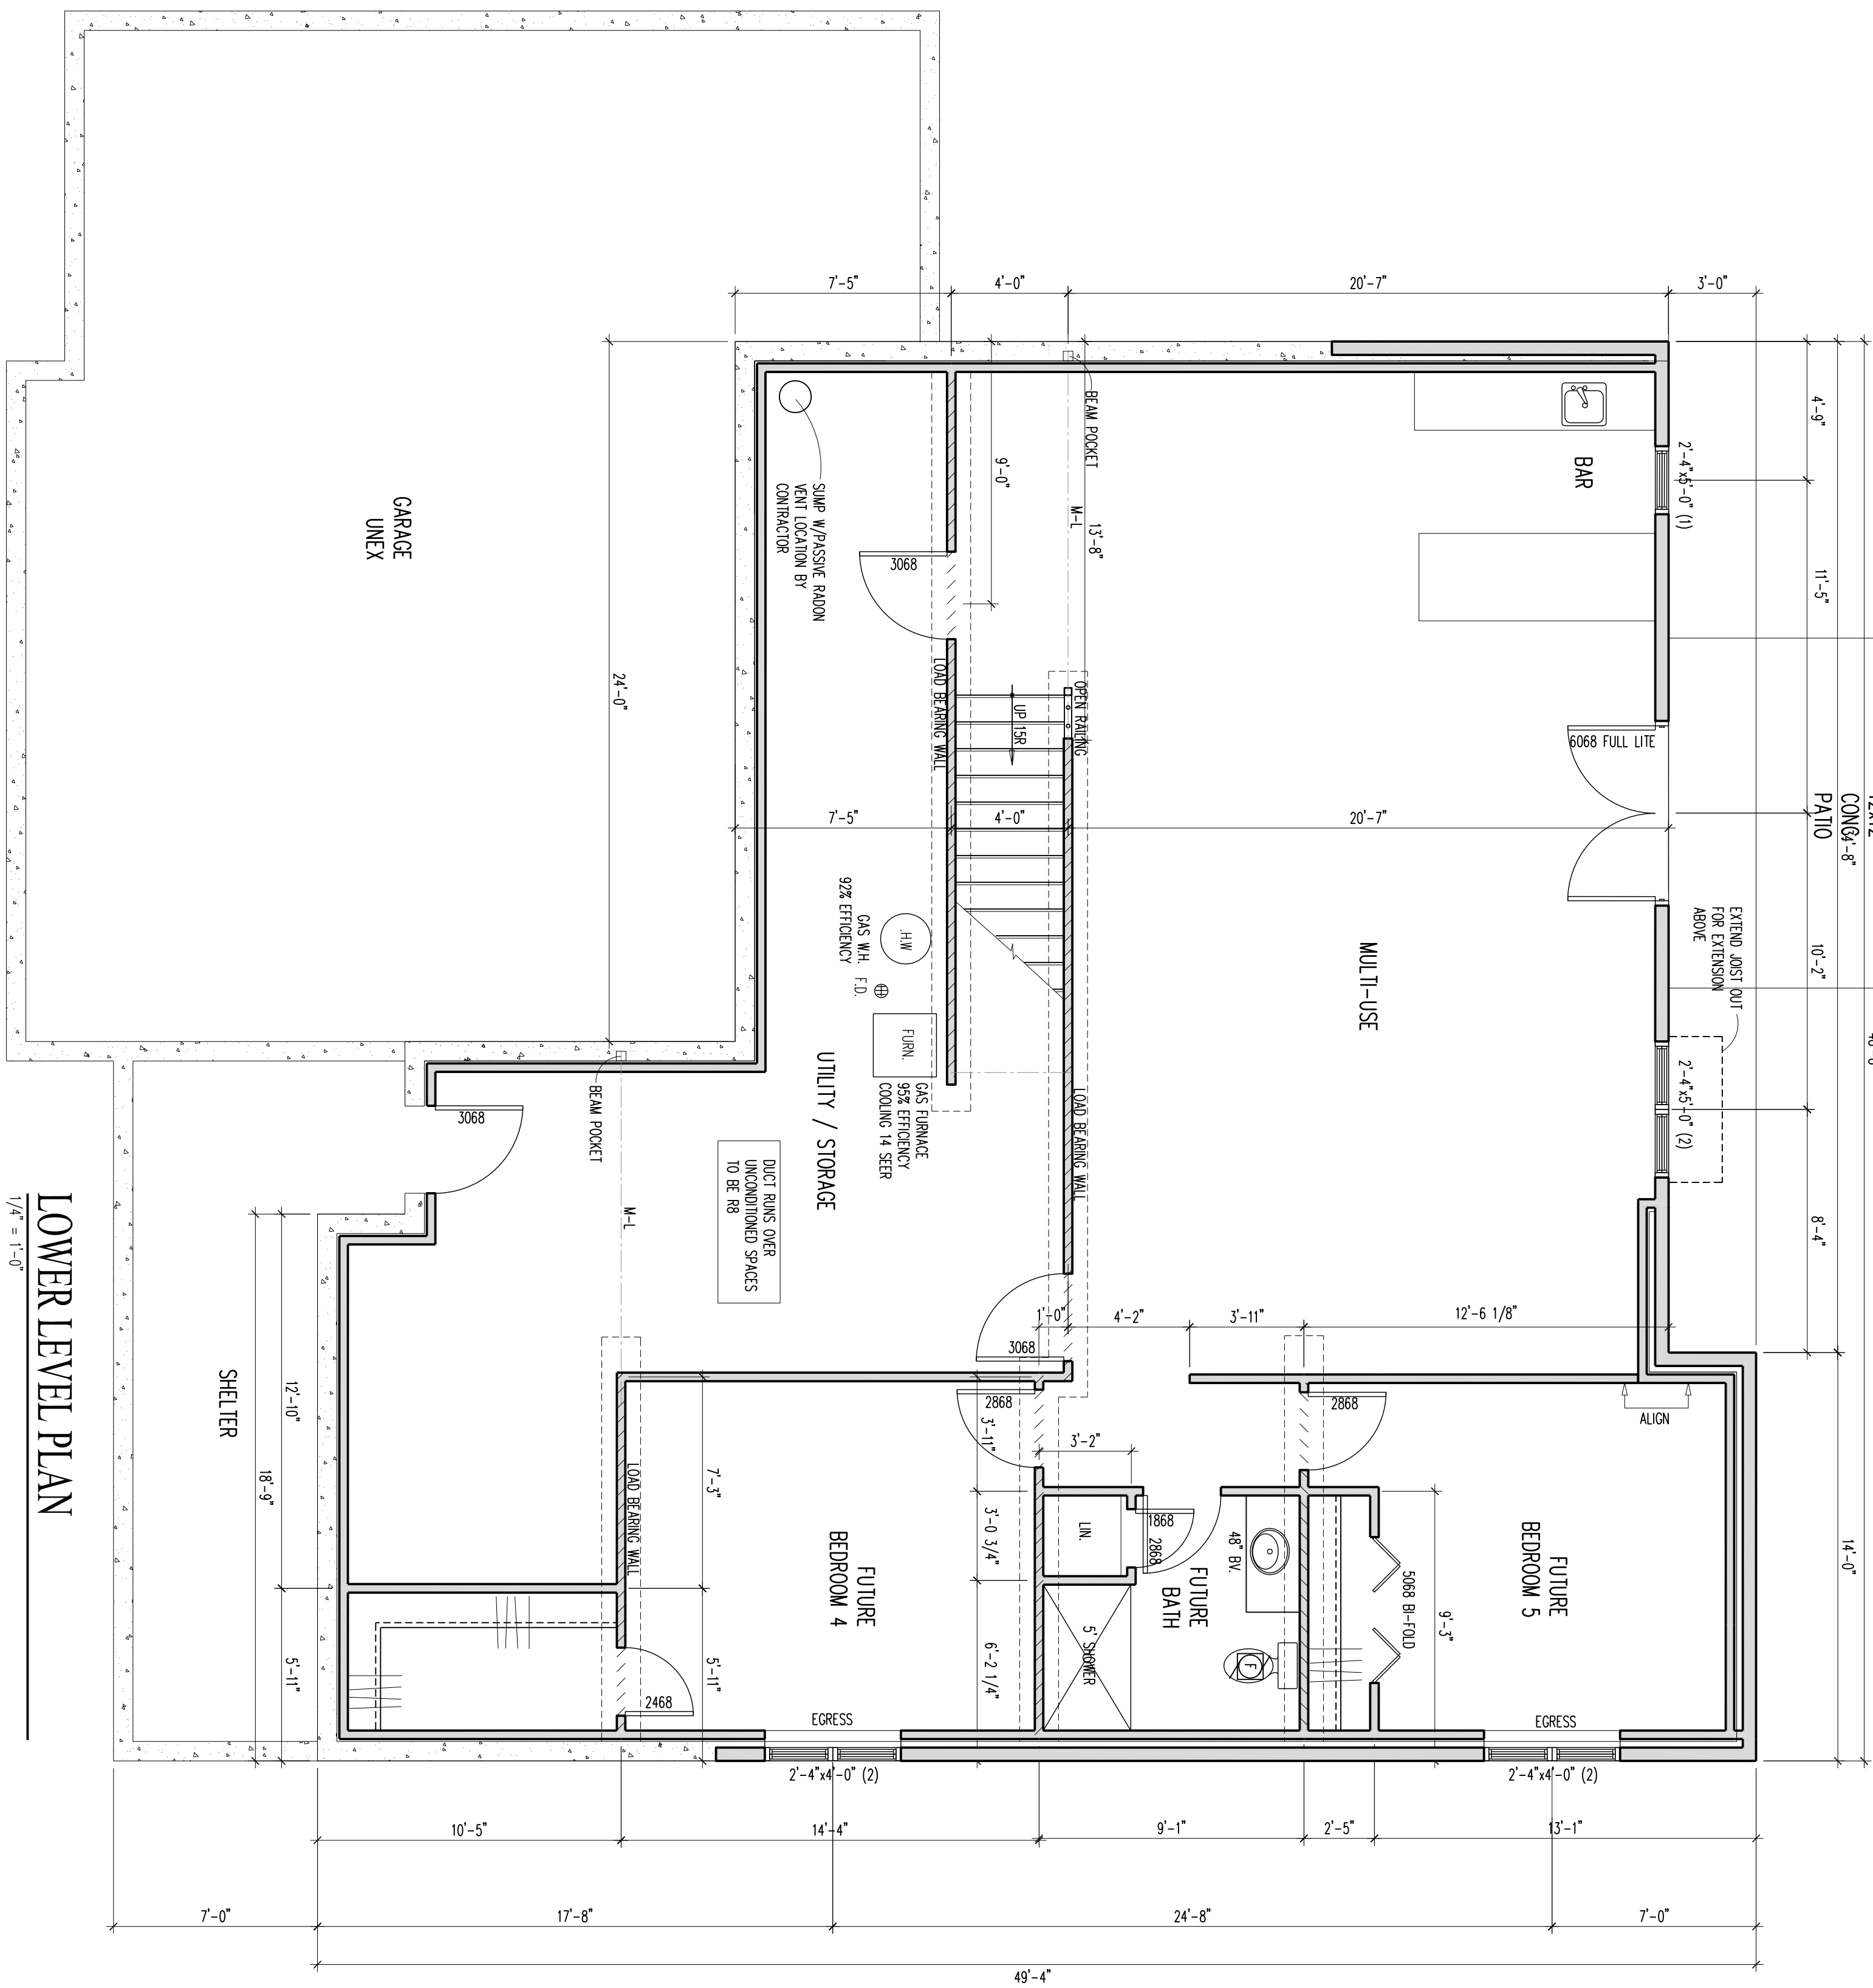 7'-5"
4'-0"
20'-7"
3'-0"
4'-9"
11'-5"
10'-2"
8'-4"
34'-8"
14'-0"
CONC
PATIO
2'-4"x5'-0" (1)
BAR
BEAM POCKET
9'-0"
13'-8"
M-L
3068
SUMP W/PASSIVE RADON
VENT LOCATION BY
CONTRACTOR
GARAGE
UNEX
24'-0"
LOAD BEARING WALL
UP 15R
OPEN RAILING
6068 FULL LITE
7'-5"
4'-0"
20'-7"
EXTEND JOIST OUT
FOR EXTENSION
ABOVE
2'-4"x5'-0" (2)
MULTI-USE
H.W.
GAS W.H.
92% EFFICIENCY
F.D.
FURN.
GAS FURNACE
95% EFFICIENCY
COOLING 14 SEER
UTILITY / STORAGE
LOAD BEARING WALL
DUCT RUNS OVER
UNCONDITIONED SPACES
TO BE R8
BEAM POCKET
M-L
3068
3068
1'-0"
4'-2"
3'-11"
12'-6 1/8"
2868
2868
ALIGN
3'-11"
3'-2"
7'-3"
12'-10"
18'-9"
SHELTER
LOAD BEARING WALL
FUTURE
BEDROOM 4
3'-0 3/4"
LIN.
1868
2868
48" BV.
FUTURE
BATH
5' SHOWER
F
5068 BI-FOLD
9'-3"
FUTURE
BEDROOM 5
6'-2 1/4"
5'-11"
5'-11"
2468
EGRESS
EGRESS
2'-4"x4'-0" (2)
2'-4"x4'-0" (2)
10'-5"
14'-4"
9'-1"
2'-5"
13'-1"
7'-0"
17'-8"
24'-8"
7'-0"
49'-4"
LOWER LEVEL PLAN
1/4" = 1'-0"